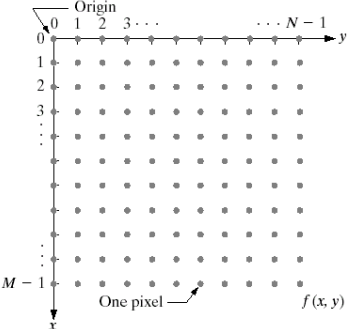 Origin
0 1 2 3 · · · · · · N – 1
0
y
1
2
3
⋮
⋮
M – 1
One pixel
f(x, y)
x